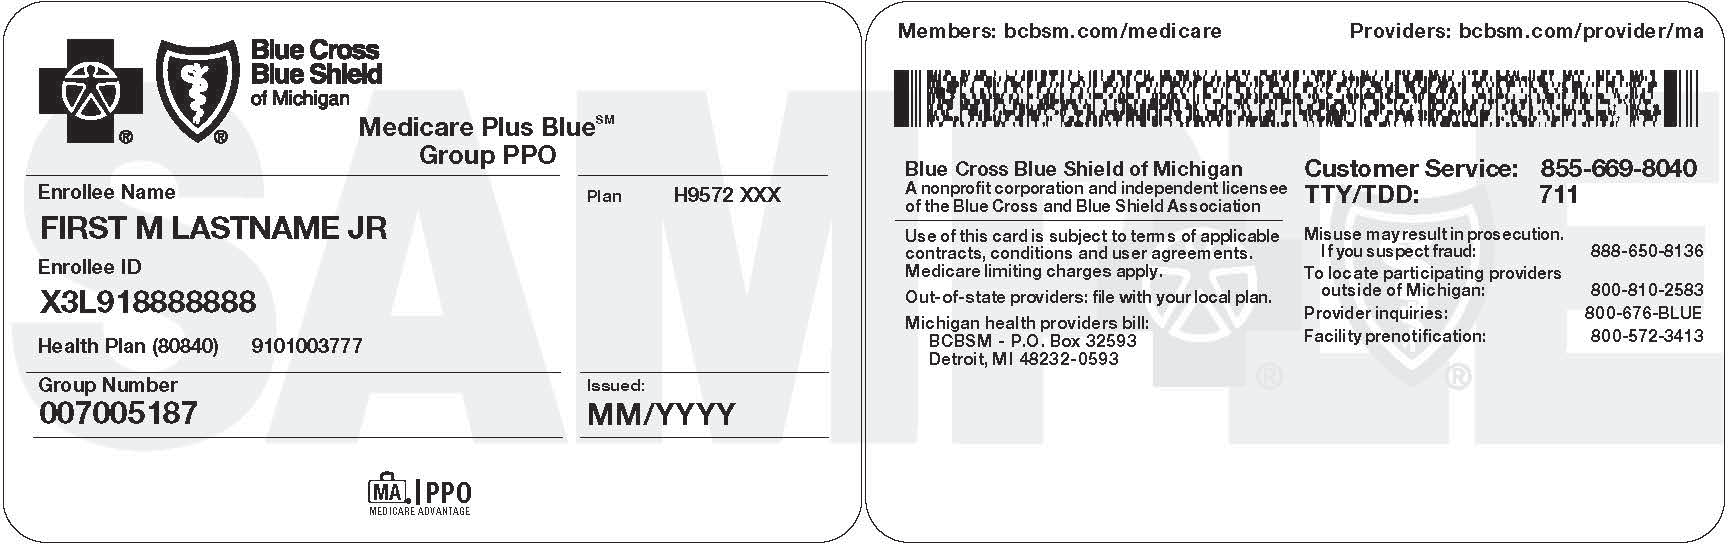 Blue Cross
Blue Shield
of Michigan
® ®
Medicare Plus Blue℠
Group PPO
Enrollee Name
FIRST M LASTNAME JR
Enrollee ID
X3L918888888
Health Plan (80840) 9101003777
Group Number
007005187
Plan H9572 XXX
Issued:
MM/YYYY
MA PPO
MEDICARE ADVANTAGE
SAMPLE
Members: bcbsm.com/medicare Providers: bcbsm.com/provider/ma
Blue Cross Blue Shield of Michigan
A nonprofit corporation and independent licensee
of the Blue Cross and Blue Shield Association
Use of this card is subject to terms of applicable
contracts, conditions and user agreements.
Medicare limiting charges apply.
Out-of-state providers: file with your local plan.
Michigan health providers bill:
BCBSM - P.O. Box 32593
Detroit, MI 48232-0593
Customer Service: 855-669-8040
TTY/TDD: 711
Misuse may result in prosecution.
If you suspect fraud: 888-650-8136
To locate participating providers
outside of Michigan: 800-810-2583
Provider inquiries: 800-676-BLUE
Facility prenotification: 800-572-3413
® ®